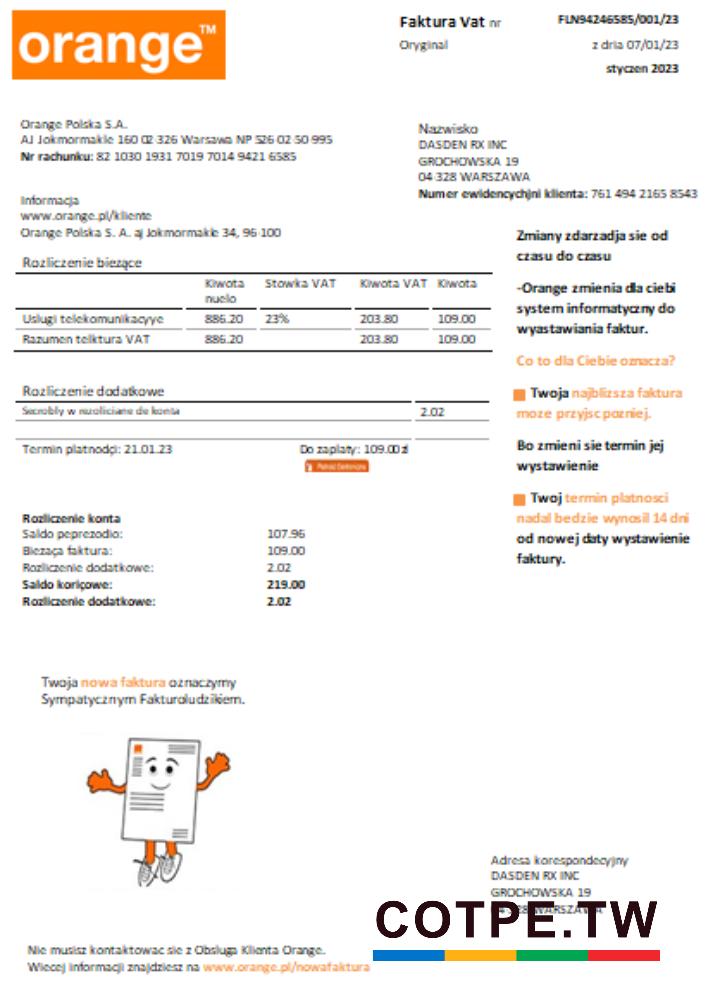 orange™
Faktura Vat nr FLN94246585/001/23
Oryginal z dria 07/01/23
styczen 2023
Orange Polska S.A.
AJ Jokmormakle 160 02-326 Warsawa NP 526-02-50-995
Nr rachunku: 82 1030 1931 7019 7014 9421 6585
Nazwisko
DASDEN RX INC
GROCHOWSKA 19
04-328 WARSZAWA
Numer ewidencychjni klienta: 761 494 2165 8543
Informacja
www.orange.pl/kliente
Orange Polska S. A. aj Jokmormakle 34, 96-100
Rozliczenie biezące
Kiwota nuelo Stowka VAT Kiwota VAT Kiwota
Uslugi telekomunikacyye 886.20 23% 203.80 109.00
Razumen telktura VAT 886.20 203.80 109.00
Rozliczenie dodatkowe
Secrobly w rezoliciane de konta 2.02
Termin platnodçi: 21.01.23 Do zaplaty: 109.00 zł
Rozliczenie konta
Saldo peprezodio: 107.96
Bieząça faktura: 109.00
Rozliczenie dodatkowe: 2.02
Saldo koriçowe: 219.00
Rozliczenie dodatkowe: 2.02
Zmiany zdarzadja sie od
czasu do czasu
-Orange zmienia dla ciebi
system informatyczny do
wyastawiania faktur.
Co to dla Ciebie oznacza?
Twoja najblizsza faktura
moze przyjsc pozniej.
Bo zmieni sie termin jej
wystawienie
Twoj termin platnosci
nadal bedzie wynosil 14 dni
od nowej daty wystawienie
faktury.
Twoja nowa faktura oznaczymy
Sympatycznym Fakturoludzikiem.
Adresa korespondecyjny
DASDEN RX INC
GROCHOWSKA 19
04-328 WARSZAWA
COTPE.TW
Nie musisz kontaktowac sie z Obsluga Klienta Orange.
Wiecej informacji znajdziesz na www.orange.pl/nowafaktura